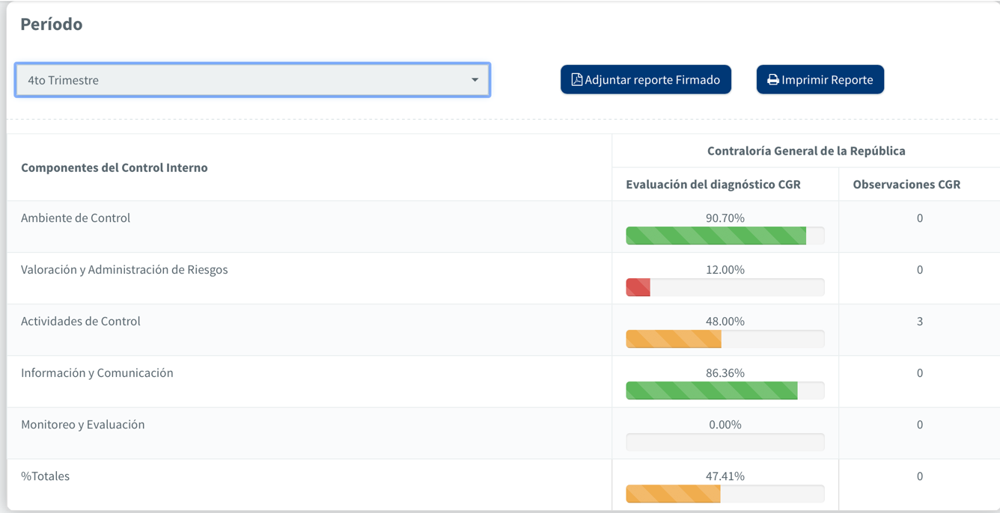 Período
4to Trimestre
Adjuntar reporte Firmado
Imprimir Reporte
Componentes del Control Interno
Contraloría General de la República
Evaluación del diagnóstico CGR
Observaciones CGR
Ambiente de Control
90.70%
0
Valoración y Administración de Riesgos
12.00%
0
Actividades de Control
48.00%
3
Información y Comunicación
86.36%
0
Monitoreo y Evaluación
0.00%
0
%Totales
47.41%
0